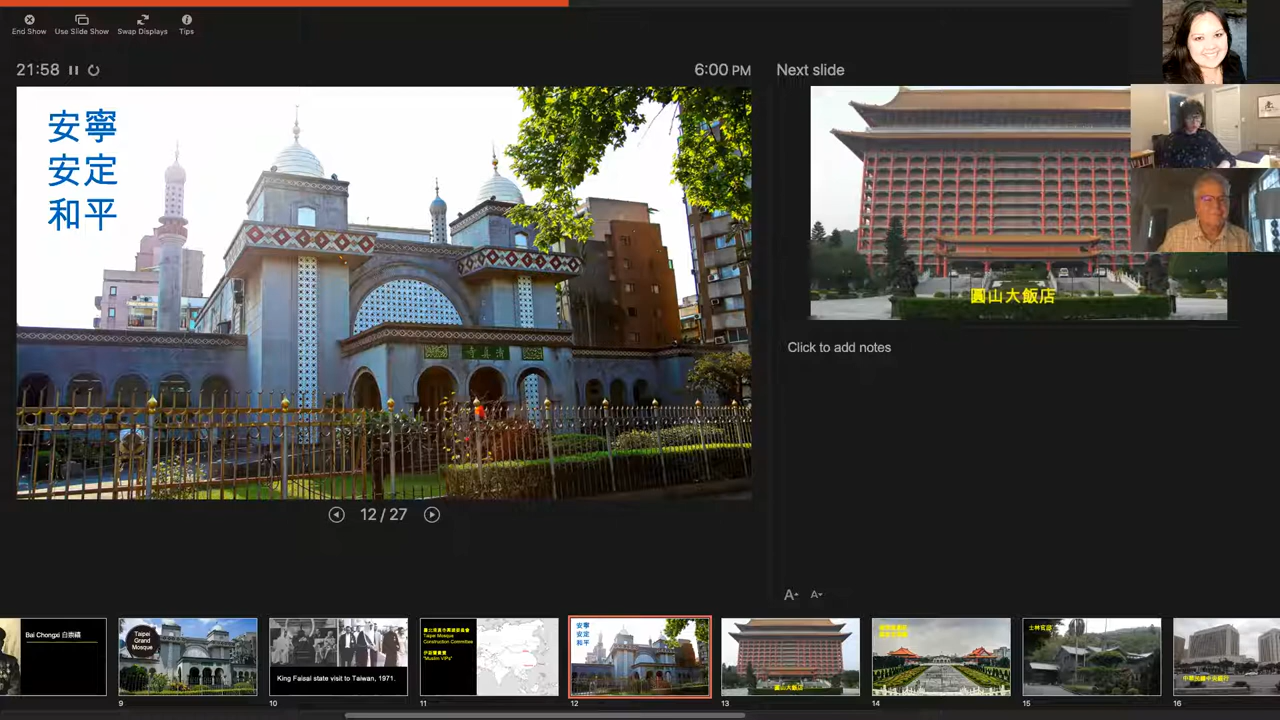 End Show
Use Slide Show
Swap Displays
Tips
21:58
6:00 PM
Next slide
安寧
安定
和平
清真寺
圓山大飯店
Click to add notes
12 / 27
A
A
Bai Chongxi 白崇禧
Taipei
Grand
Mosque
King Faisal state visit to Taiwan, 1971.
Taipei Mosque
Construction Committee
"Muslim VIPs"
安寧
安定
和平
圓山大飯店
士林官邸
9
10
11
12
13
14
15
16